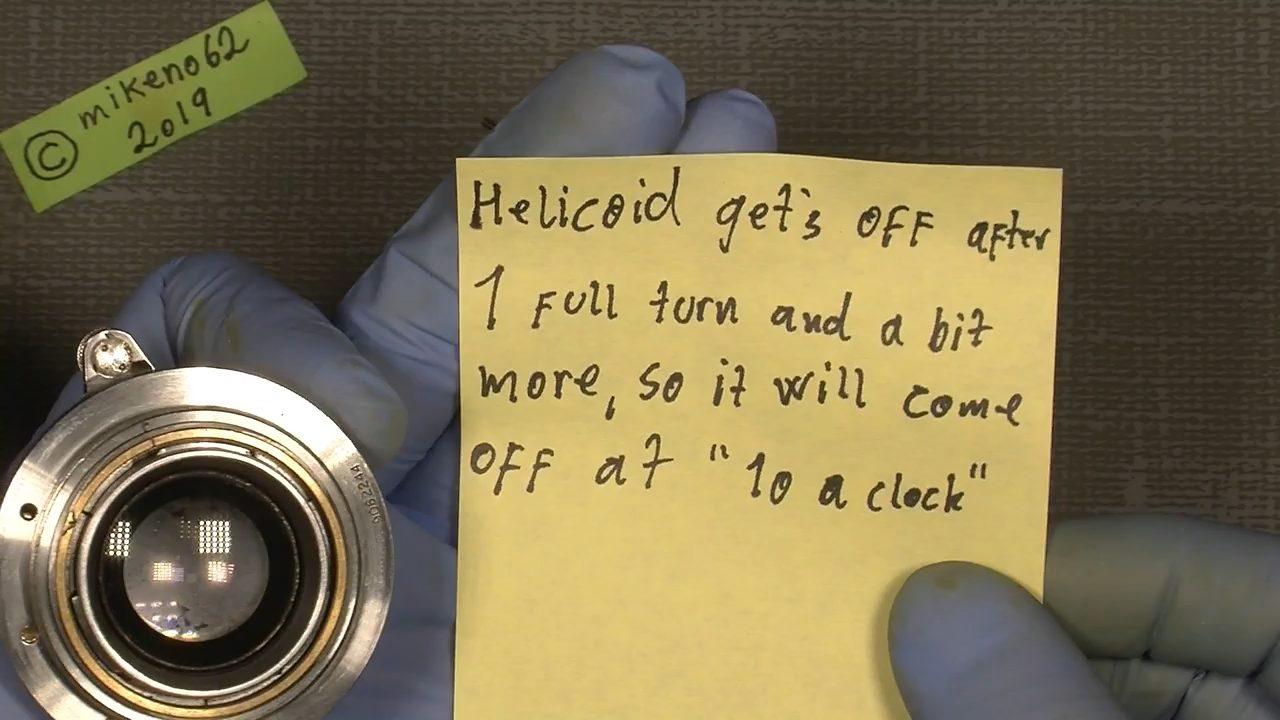 © mikeno62
2019
Helicoid get's OFF after
1 Full turn and a bit
more, so it will come
OFF at "10 a clock"
9062244